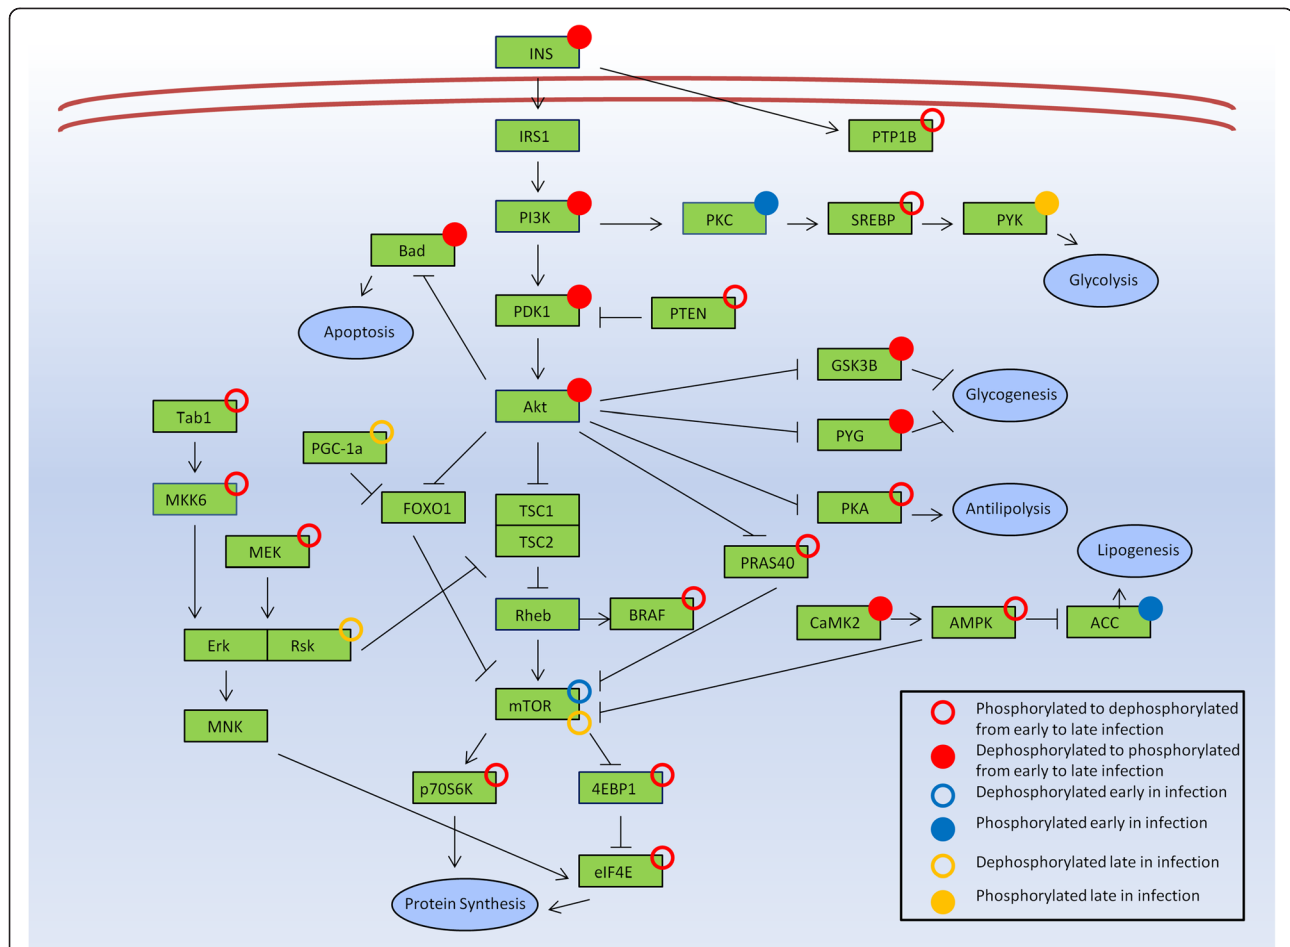 INS
IRS1
PTP1B
PI3K
PKC
SREBP
PYK
Bad
Glycolysis
PDK1
PTEN
Apoptosis
GSK3B
Akt
Glycogenesis
Tab1
PGC-1a
PYG
MKK6
FOXO1
TSC1
PKA
Antilipolysis
TSC2
MEK
PRAS40
Lipogenesis
Rheb
BRAF
CaMK2
AMPK
ACC
Erk
Rsk
mTOR
MNK
p70S6K
4EBP1
eIF4E
Protein Synthesis
Phosphorylated to dephosphorylated
from early to late infection
Dephosphorylated to phosphorylated
from early to late infection
Dephosphorylated early in infection
Phosphorylated early in infection
Dephosphorylated late in infection
Phosphorylated late in infection